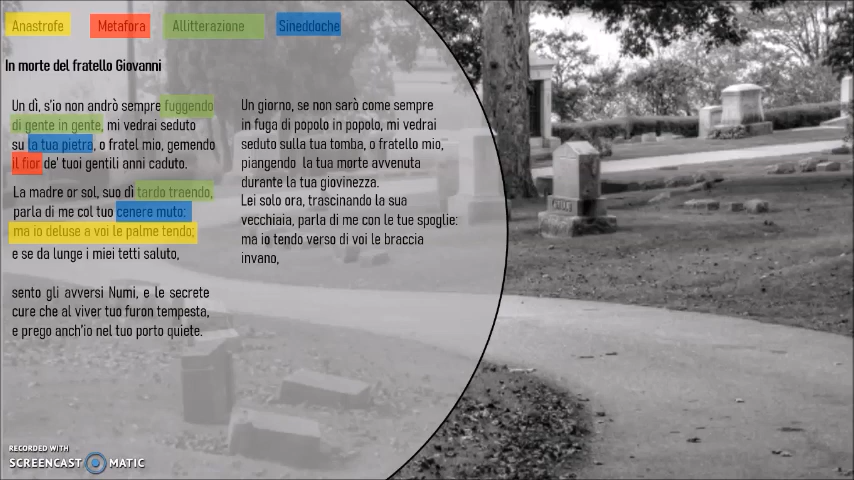 Anastrofe Metafora Allitterazione Sineddoche
In morte del fratello Giovanni
Un dì, s'io non andrò sempre fuggendo
di gente in gente, mi vedrai seduto
su la tua pietra, o fratel mio, gemendo
il fior de' tuoi gentili anni caduto.
La madre or sol, suo dì tardo traendo,
parla di me col tuo cenere muto:
ma io deluse a voi le palme tendo;
e se da lunge i miei tetti saluto,
sento gli avversi Numi, e le secrete
cure che al viver tuo furon tempesta,
e prego anch'io nel tuo porto quiete.
Un giorno, se non sarò come sempre
in fuga di popolo in popolo, mi vedrai
seduto sulla tua tomba, o fratello mio,
piangendo la tua morte avvenuta
durante la tua giovinezza.
Lei solo ora, trascinando la sua
vecchiaia, parla di me con le tue spoglie:
ma io tendo verso di voi le braccia
invano,
RECORDED WITH
SCREENCAST MATIC